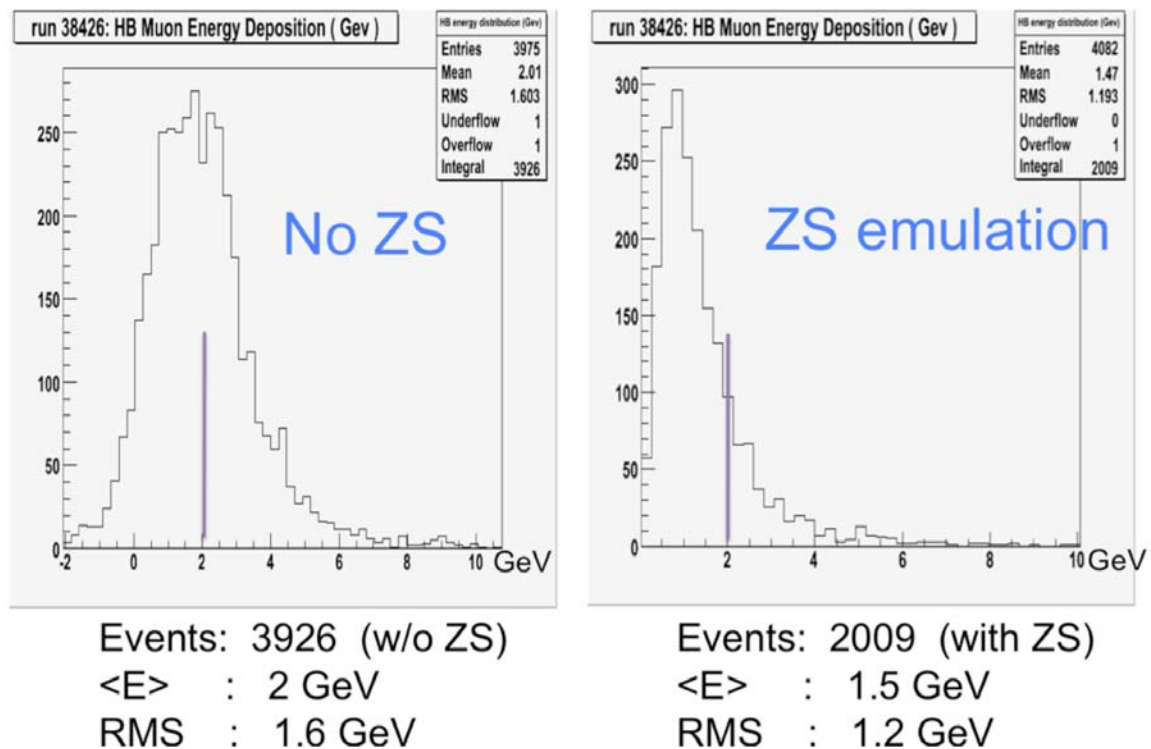 run 38426: HB Muon Energy Deposition ( Gev )
HB energy distribution (Gev)
Entries 3975
Mean 2.01
RMS 1.603
Underflow 1
Overflow 1
Integral 3926
250
200
150
100
50
0
-2 0 2 4 6 8 10 GeV
No ZS
Events: 3926 (w/o ZS)
<E> : 2 GeV
RMS : 1.6 GeV
run 38426: HB Muon Energy Deposition ( Gev )
HB energy distribution (Gev)
Entries 4082
Mean 1.47
RMS 1.193
Underflow 0
Overflow 1
Integral 2009
300
250
200
150
100
50
0
2 4 6 8 10 GeV
ZS emulation
Events: 2009 (with ZS)
<E> : 1.5 GeV
RMS : 1.2 GeV